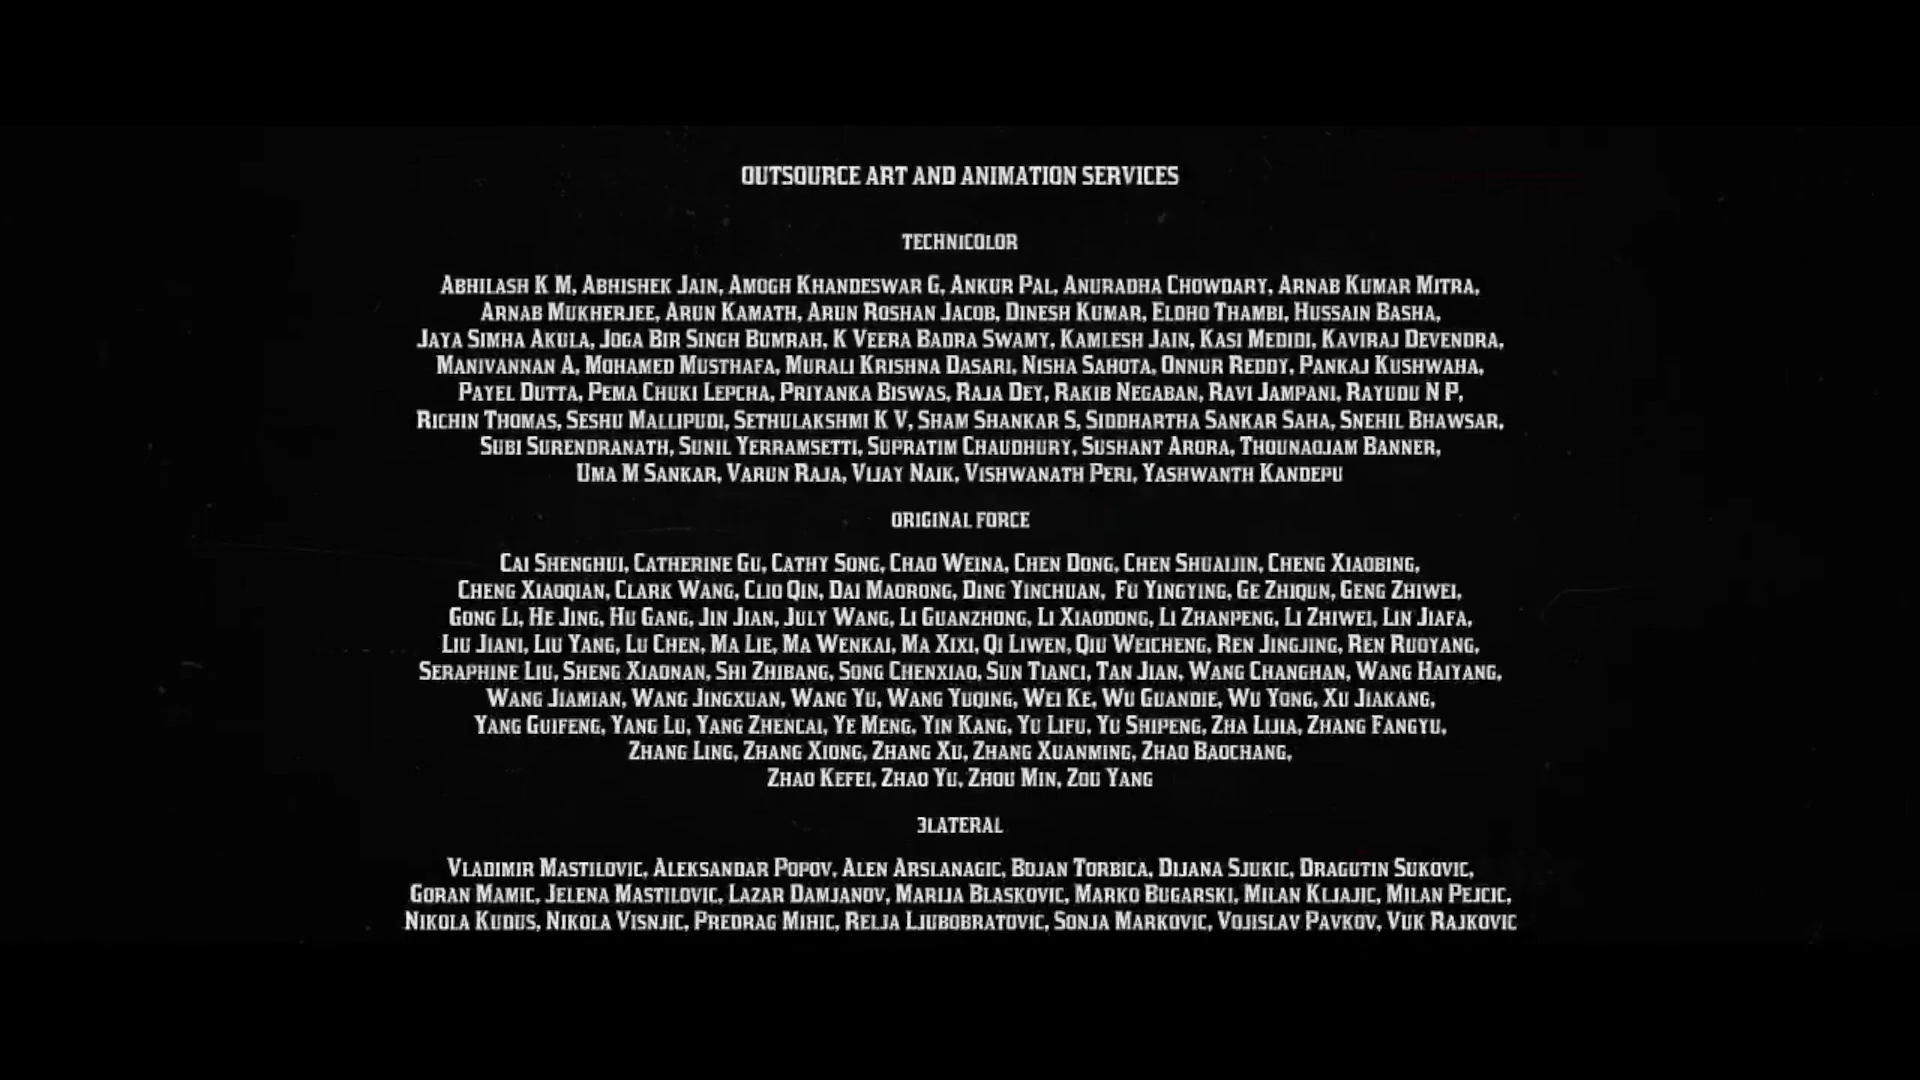 OUTSOURCE ART AND ANIMATION SERVICES
TECHNICOLOR
ABHILASH K M, ABHISHEK JAIN, AMOGH KHANDESWAR G, ANKUR PAL, ANURADHA CHOWDARY, ARNAB KUMAR MITRA,
ARNAB MUKHERJEE, ARUN KAMATH, ARUN ROSHAN JACOB, DINESH KUMAR, ELDHO THAMBI, HUSSAIN BASHA,
JAYA SIMHA AKULA, JOGA BIR SINGH BUMRAH, K VEERA BADRA SWAMY, KAMLESH JAIN, KASI MEDIDI, KAVIRAJ DEVENDRA,
MANIVANNAN A, MOHAMED MUSTHAFA, MURALI KRISHNA DASARI, NISHA SAHOTA, ONNUR REDDY, PANKAJ KUSHWAHA,
PAYEL DUTTA, PEMA CHUKI LEPCHA, PRIYANKA BISWAS, RAJA DEY, RAKIB NEGABAN, RAVI JAMPANI, RAYUDU N P,
RICHIN THOMAS, SESHU MALLIPUDI, SETHULAKSHMI K V, SHAM SHANKAR S, SIDDHARTHA SANKAR SAHA, SNEHIL BHAWSAR,
SUBI SURENDRANATH, SUNIL YERRAMSETTI, SUPRATIM CHAUDHURY, SUSHANT ARORA, THOUNAOJAM BANNER,
UMA M SANKAR, VARUN RAJA, VIJAY NAIK, VISHWANATH PERI, YASHWANTH KANDEPU
ORIGINAL FORCE
CAI SHENGHUI, CATHERINE GU, CATHY SONG, CHAO WEINA, CHEN DONG, CHEN SHUAIJIN, CHENG XIAOBING,
CHENG XIAOQIAN, CLARK WANG, CLIO QIN, DAI MAORONG, DING YINCHUAN, FU YINGYING, GE ZHIQUN, GENG ZHIWEI,
GONG LI, HE JING, HU GANG, JIN JIAN, JULY WANG, LI GUANZHONG, LI XIAODONG, LI ZHANPENG, LI ZHIWEI, LIN JIAFA,
LIU JIANI, LIU YANG, LU CHEN, MA LIE, MA WENKAI, MA XIXI, QI LIWEN, QIU WEICHENG, REN JINGJING, REN RUOYANG,
SERAPHINE LIU, SHENG XIAONAN, SHI ZHIBANG, SONG CHENXIAO, SUN TIANCI, TAN JIAN, WANG CHANGHAN, WANG HAIYANG,
WANG JIAMIAN, WANG JINGXUAN, WANG YU, WANG YUQING, WEI KE, WU GUANDIE, WU YONG, XU JIAKANG,
YANG GUIFENG, YANG LU, YANG ZHENCAI, YE MENG, YIN KANG, YU LIFU, YU SHIPENG, ZHA LIJIA, ZHANG FANGYU,
ZHANG LING, ZHANG XIONG, ZHANG XU, ZHANG XUANMING, ZHAO BAOCHANG,
ZHAO KEFEI, ZHAO YU, ZHOU MIN, ZOU YANG
3LATERAL
VLADIMIR MASTILOVIC, ALEKSANDAR POPOV, ALEN ARSLANAGIC, BOJAN TORBICA, DIJANA SJUKIC, DRAGUTIN SUKOVIC,
GORAN MAMIC, JELENA MASTILOVIC, LAZAR DAMJANOV, MARIJA BLASKOVIC, MARKO BUGARSKI, MILAN KLJAJIC, MILAN PEJCIC,
NIKOLA KUDUS, NIKOLA VISNJIC, PREDRAG MIHIC, RELJA LJUBOBRATOVIC, SONJA MARKOVIC, VOJISLAV PAVKOV, VUK RAJKOVIC